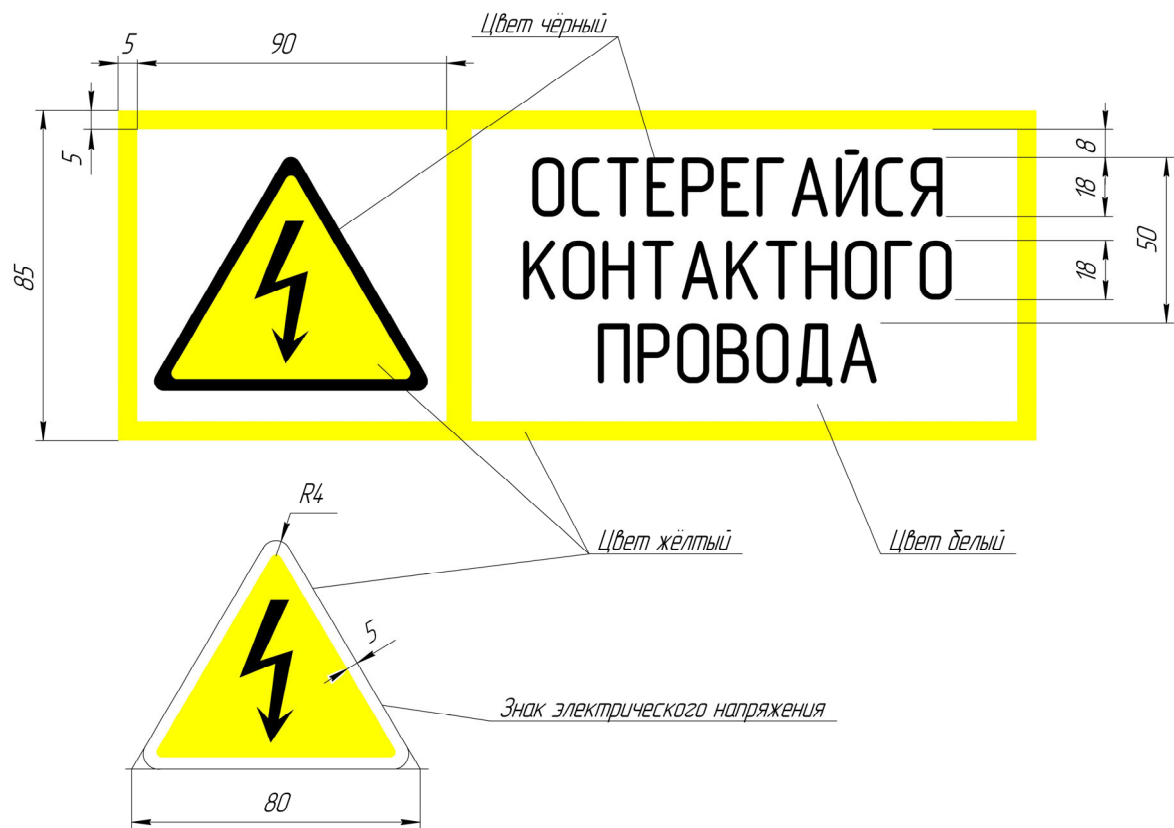 Цвет чёрный
5
90
5
85
ОСТЕРЕГАЙСЯ
КОНТАКТНОГО
ПРОВОДА
8
18
18
50
R4
Цвет жёлтый
Цвет белый
5
Знак электрического напряжения
80